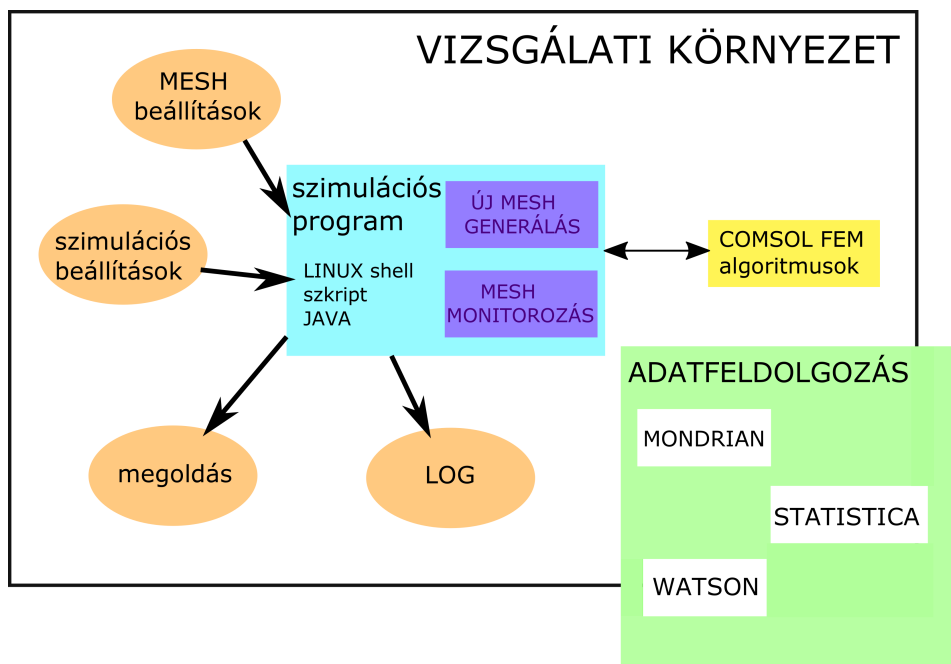 VIZSGÁLATI KÖRNYEZET
MESH
beállítások
szimulációs
program
ÚJ MESH
GENERÁLÁS
szimulációs
beállítások
COMSOL FEM
algoritmusok
LINUX shell
szkript
JAVA
MESH
MONITOROZÁS
ADATFELDOLGOZÁS
MONDRIAN
megoldás
LOG
STATISTICA
WATSON